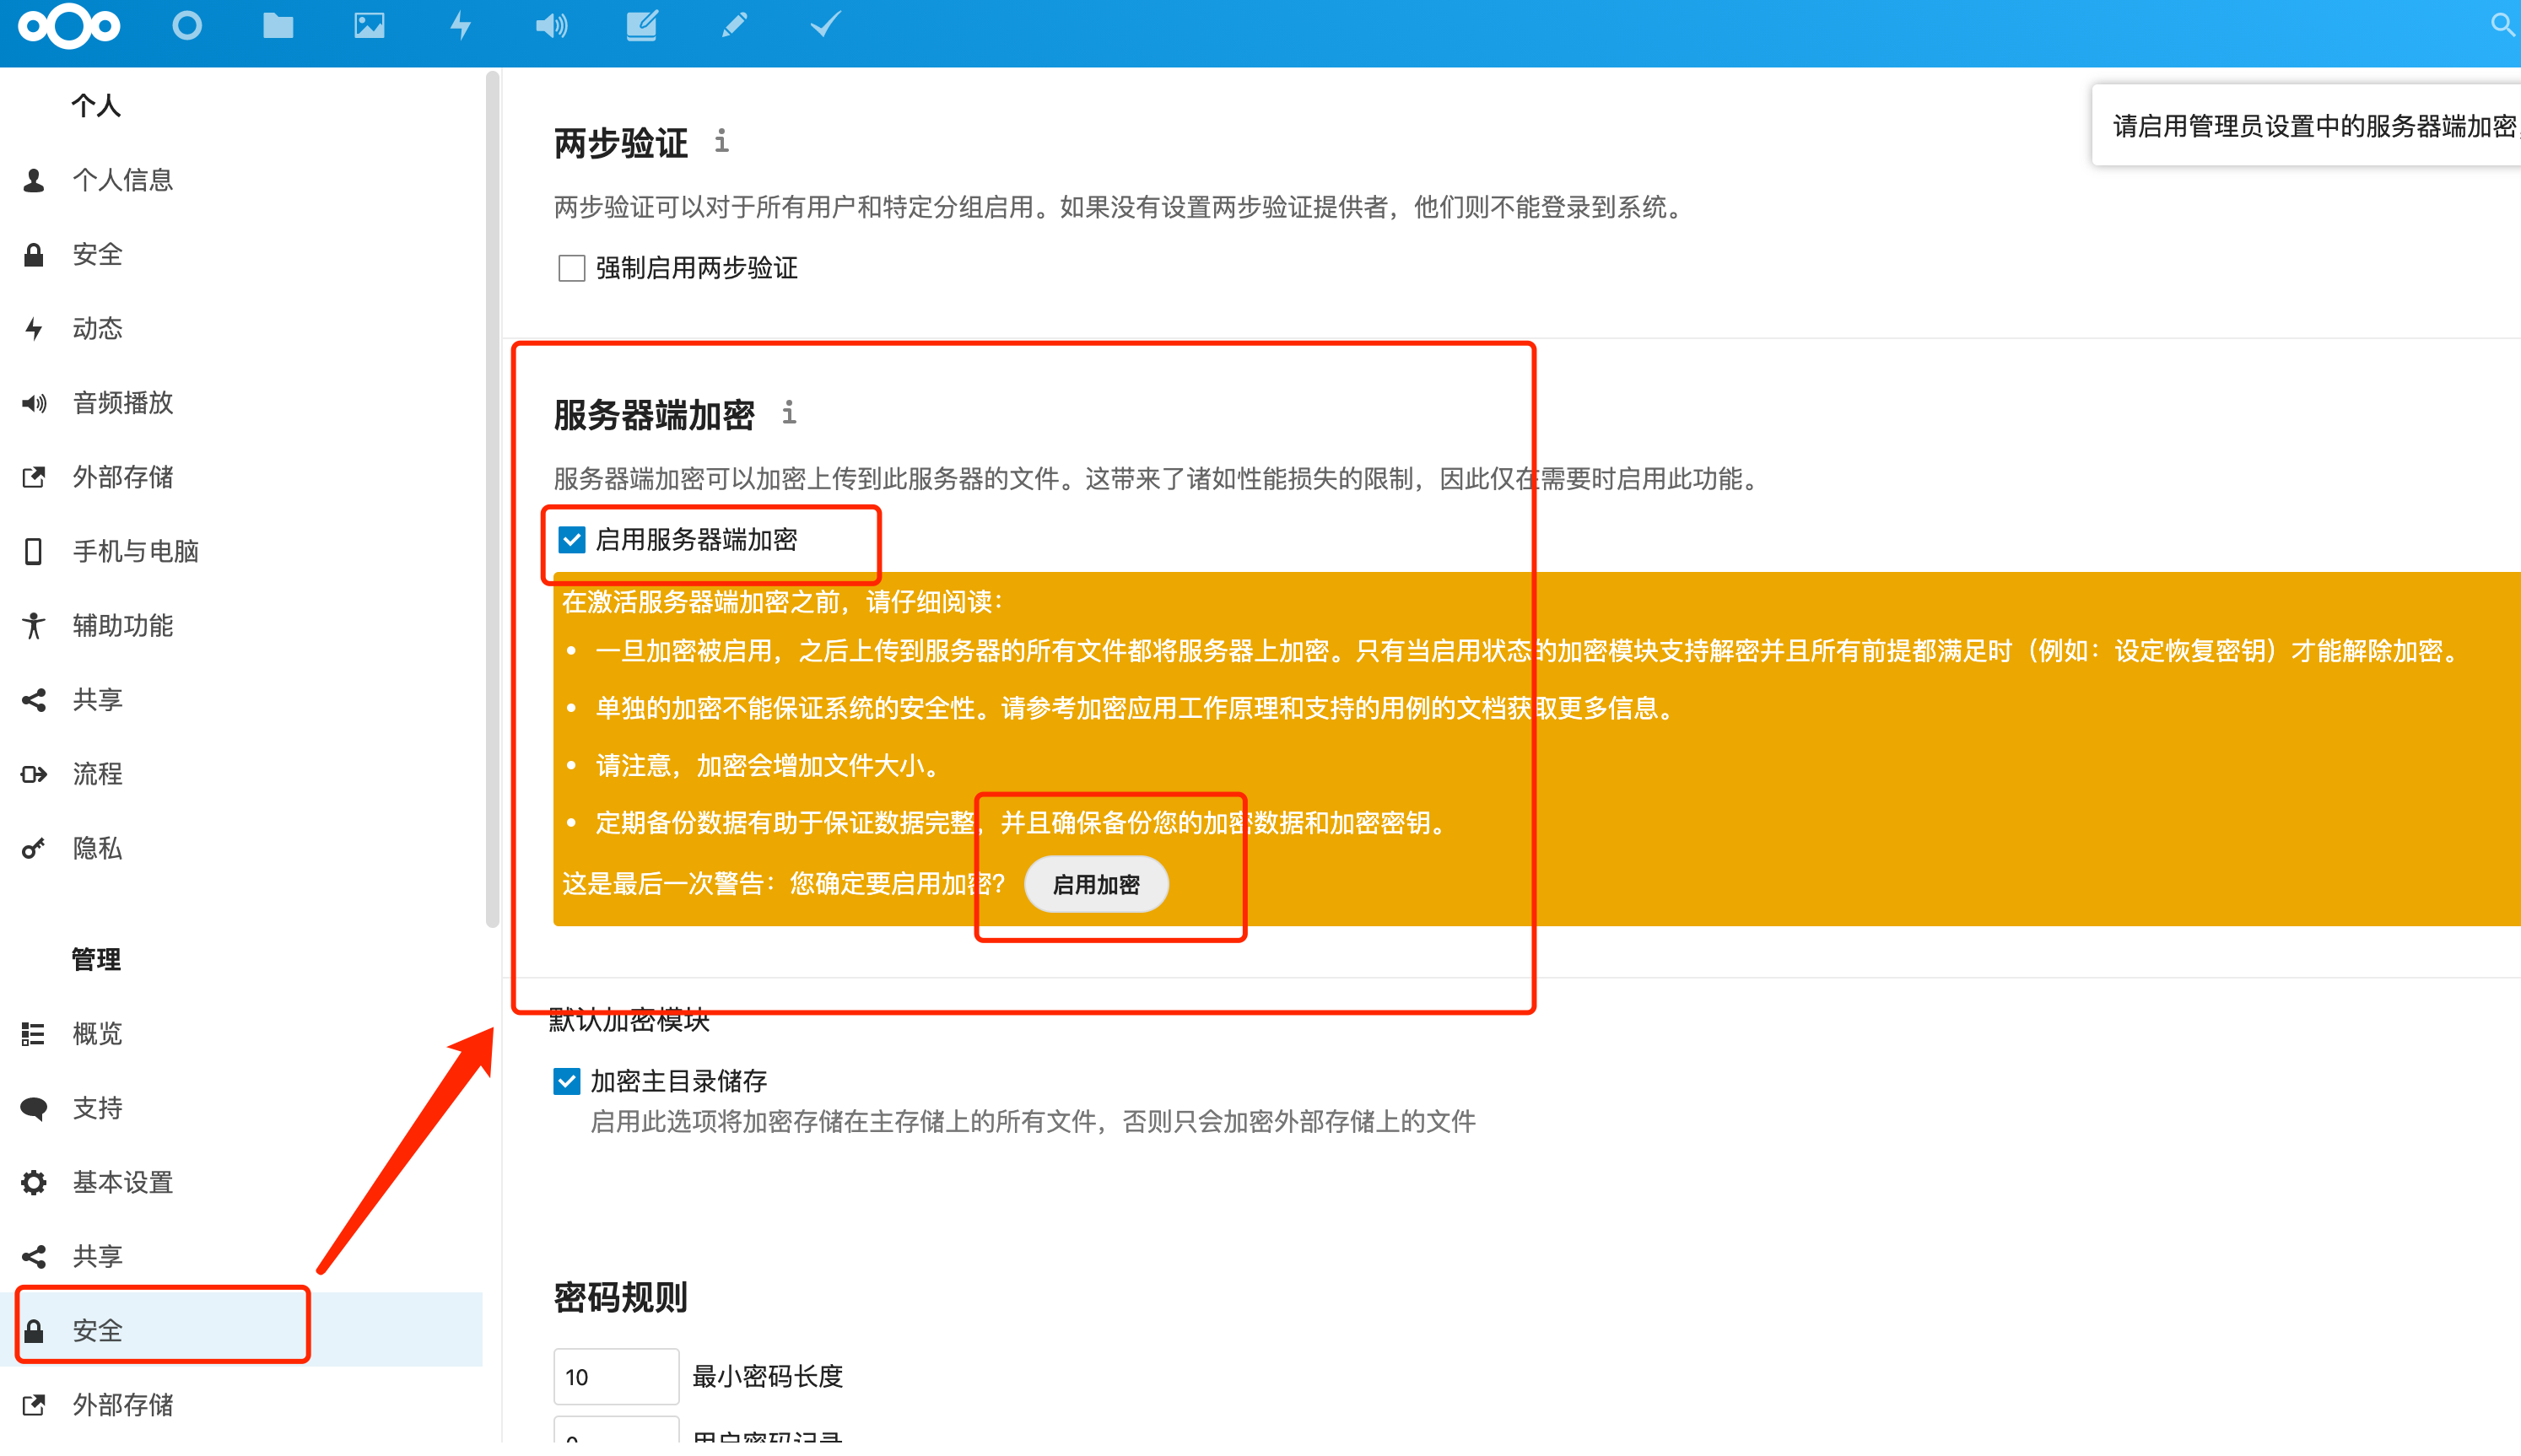 个人
个人信息
安全
动态
音频播放
外部存储
手机与电脑
辅助功能
共享
流程
隐私
管理
概览
支持
基本设置
共享
安全
外部存储
请启用管理员设置中的服务器端加密
两步验证
两步验证可以对于所有用户和特定分组启用。如果没有设置两步验证提供者，他们则不能登录到系统。
强制启用两步验证
服务器端加密
服务器端加密可以加密上传到此服务器的文件。这带来了诸如性能损失的限制，因此仅在需要时启用此功能。
启用服务器端加密
在激活服务器端加密之前，请仔细阅读：
• 一旦加密被启用，之后上传到服务器的所有文件都将服务器上加密。只有当启用状态的加密模块支持解密并且所有前提都满足时（例如：设定恢复密钥）才能解除加密。
• 单独的加密不能保证系统的安全性。请参考加密应用工作原理和支持的用例的文档获取更多信息。
• 请注意，加密会增加文件大小。
• 定期备份数据有助于保证数据完整，并且确保备份您的加密数据和加密密钥。
这是最后一次警告：您确定要启用加密？ 启用加密
默认加密模块
加密主目录储存
启用此选项将加密存储在主存储上的所有文件，否则只会加密外部存储上的文件
密码规则
10 最小密码长度
用户密码记录